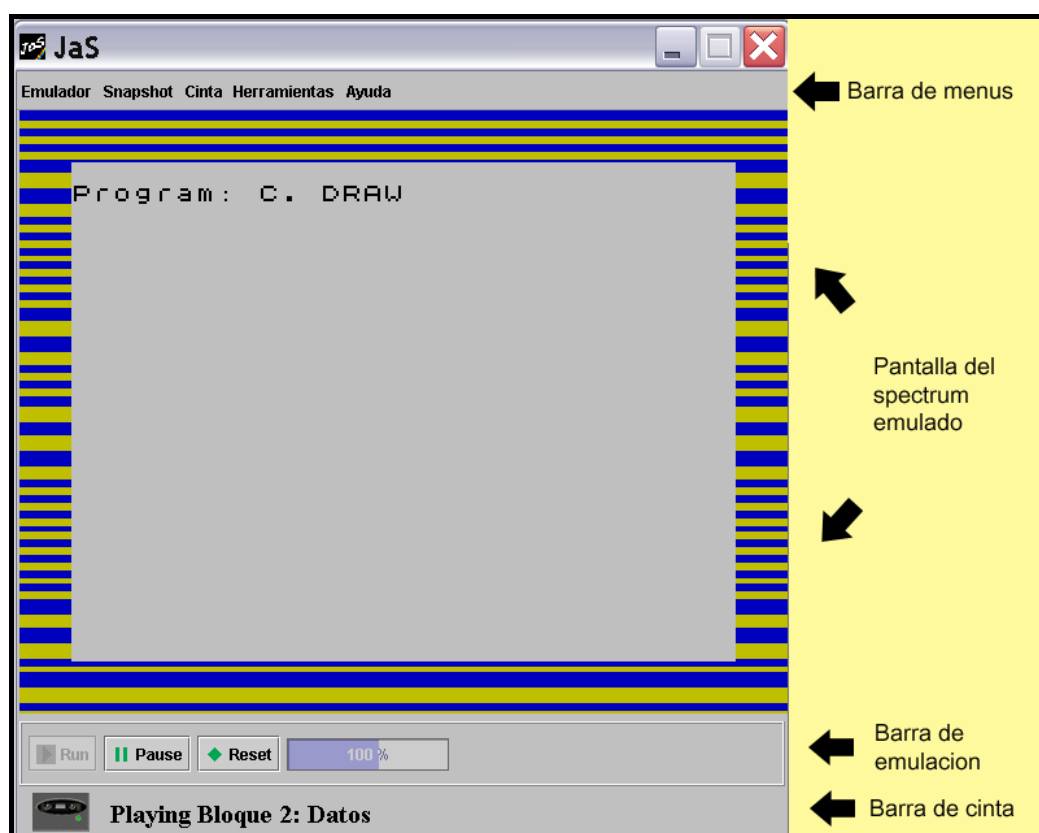 JaS
Emulador Snapshot Cinta Herramientas Ayuda
Barra de menus
Program: C. DRAW
Pantalla del
spectrum
emulado
Run Pause Reset 100 %
Barra de
emulacion
Playing Bloque 2: Datos
Barra de cinta